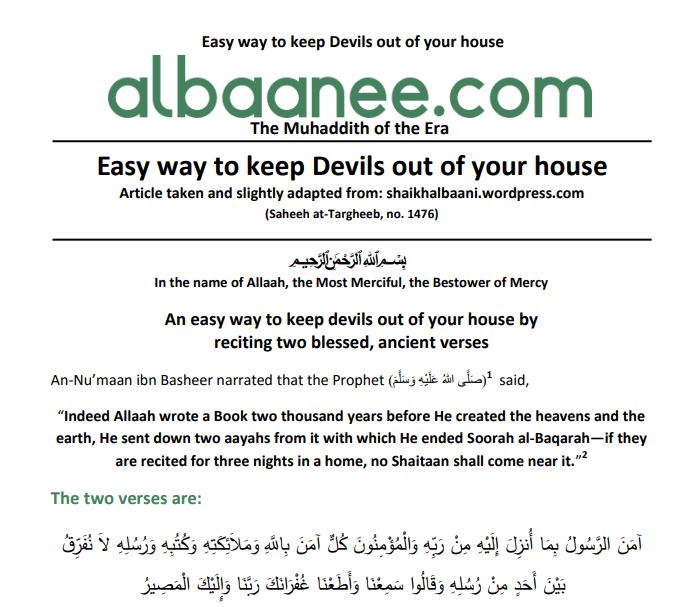 Easy way to keep Devils out of your house
albaanee.com
The Muhaddith of the Era
Easy way to keep Devils out of your house
Article taken and slightly adapted from: shaikhalbaani.wordpress.com
(Saheeh at-Targheeb, no. 1476)
بِسْمِ اللهِ الرَّحْمَنِ الرَّحِيمِ
In the name of Allaah, the Most Merciful, the Bestower of Mercy
An easy way to keep devils out of your house by
reciting two blessed, ancient verses
An-Nu’maan ibn Basheer narrated that the Prophet (صَلَّى اللهُ عَلَيْهِ وَسَلَّمَ)¹ said,
“Indeed Allaah wrote a Book two thousand years before He created the heavens and the
earth, He sent down two aayahs from it with which He ended Soorah al-Baqarah—if they
are recited for three nights in a home, no Shaitaan shall come near it.”²
The two verses are:
آمَنَ الرَّسُولُ بِمَا أُنزِلَ إِلَيْهِ مِنْ رَبِّهِ وَالْمُؤْمِنُونَ كُلٌّ آمَنَ بِاللَّهِ وَمَلَائِكَتِهِ وَكُتُبِهِ وَرُسُلِهِ لاَ نُفَرِّقُ
بَيْنَ أَحَدٍ مِنْ رُسُلِهِ وَقَالُوا سَمِعْنَا وَأَطَعْنَا غُفْرَانَكَ رَبَّنَا وَإِلَيْكَ الْمَصِيرُ